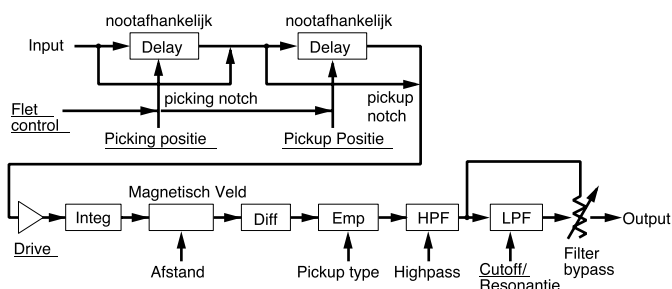 nootafhankelijk
nootafhankelijk
Input
Delay
Delay
picking notch
pickup
notch
Flet
control
Picking positie
Pickup Positie
Magnetisch Veld
Integ
Diff
Emp
HPF
LPF
Output
Drive
Afstand
Pickup type
Highpass
Cutoff/
Resonantie
Filter
bypass